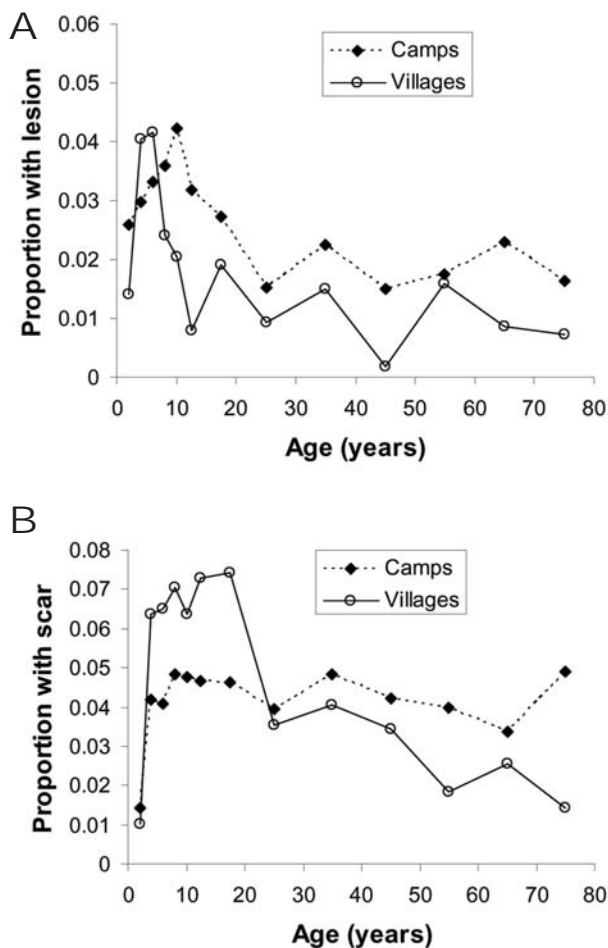 A
0.06
0.05
0.04
0.03
0.02
0.01
0
Proportion with lesion
Camps
Villages
0 10 20 30 40 50 60 70 80
Age (years)
B
0.08
0.07
0.06
0.05
0.04
0.03
0.02
0.01
0
Proportion with scar
Camps
Villages
0 10 20 30 40 50 60 70 80
Age (years)